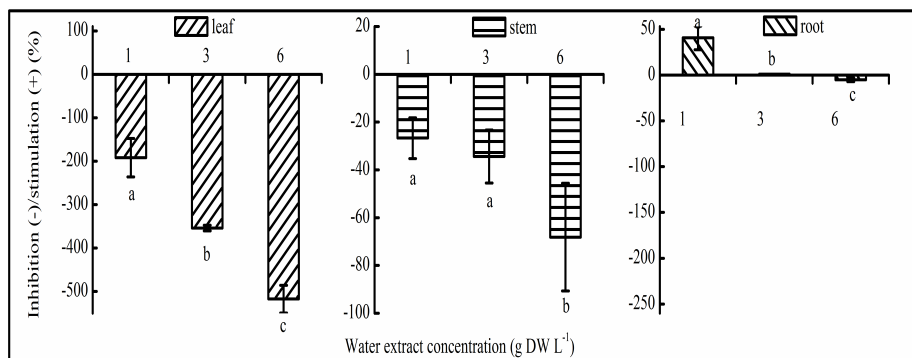 Inhibition (-)/stimulation (+) (%)
leaf
100
0
-100
-200
-300
-400
-500
1 3 6
a
b
c
stem
20
0
-20
-40
-60
-80
-100
1 3 6
a
a
b
root
50
0
-50
-100
-150
-200
-250
a
b
c
1 3 6
Water extract concentration (g DW L⁻¹)